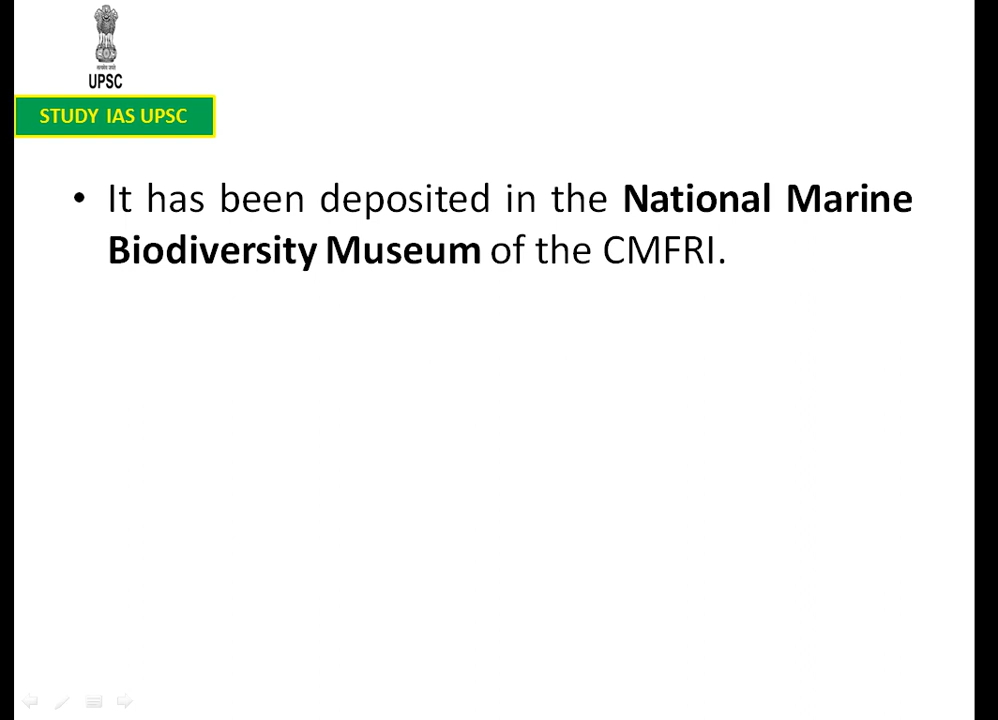 UPSC
STUDY IAS UPSC
• It has been deposited in the National Marine
Biodiversity Museum of the CMFRI.